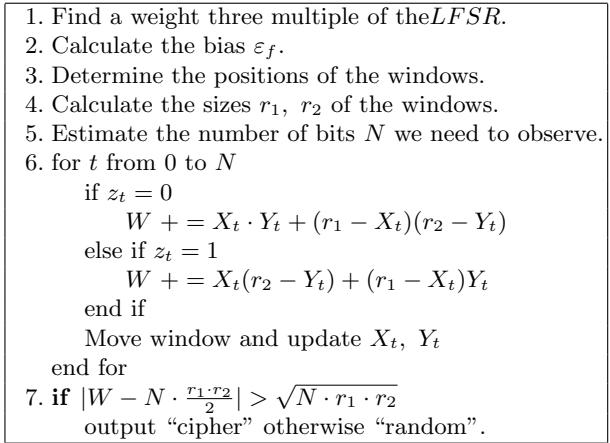 1. Find a weight three multiple of theLFSR.
2. Calculate the bias ε_f.
3. Determine the positions of the windows.
4. Calculate the sizes r_1, r_2 of the windows.
5. Estimate the number of bits N we need to observe.
6. for t from 0 to N
if z_t = 0
W + = X_t · Y_t + (r_1 − X_t)(r_2 − Y_t)
else if z_t = 1
W + = X_t(r_2 − Y_t) + (r_1 − X_t)Y_t
end if
Move window and update X_t, Y_t
end for
7. if |W − N · \frac{r_1·r_2}{2}| > \sqrt{N · r_1 · r_2}
output “cipher” otherwise “random”.